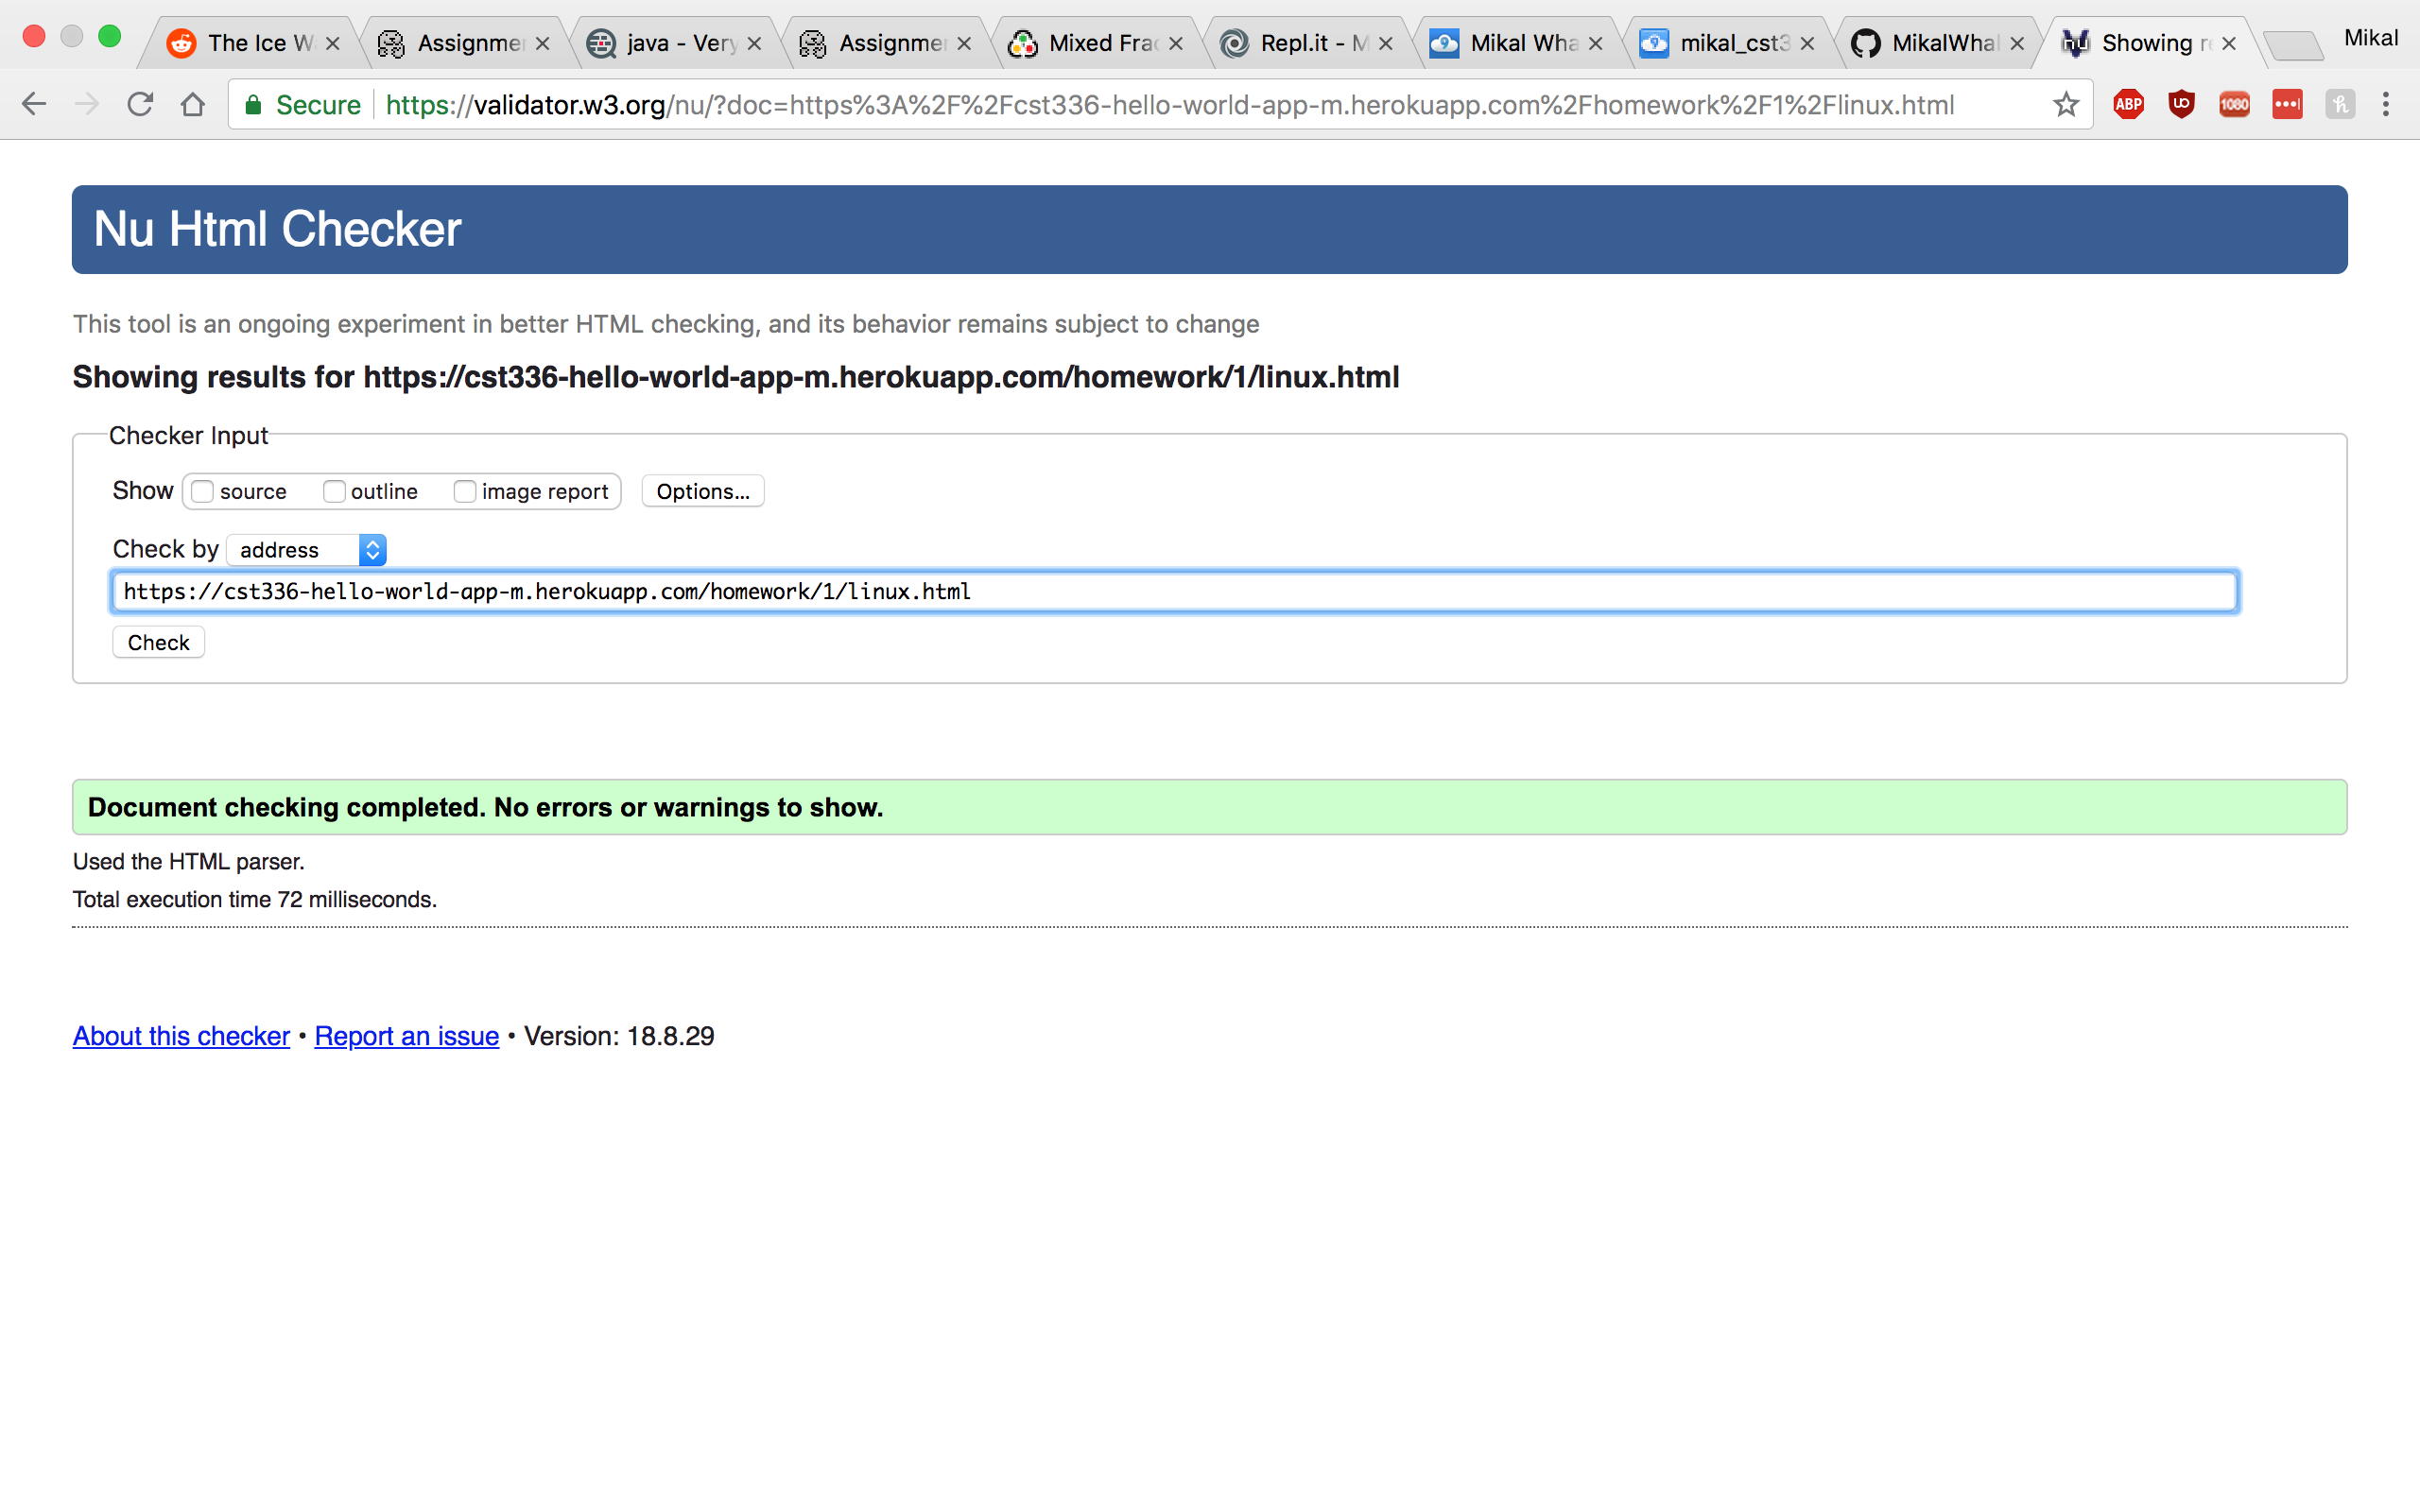 The Ice W
Assignme
java - Very
Assignme
Mixed Fra
Repl.it - M
Mikal Wha
mikal_cst3
MikalWhal
Showing re
Mikal
Secure https://validator.w3.org/nu/?doc=https%3A%2F%2Fcst336-hello-world-app-m.herokuapp.com%2Fhomework%2F1%2Flinux.html
ABP
1080
Nu Html Checker
This tool is an ongoing experiment in better HTML checking, and its behavior remains subject to change
Showing results for https://cst336-hello-world-app-m.herokuapp.com/homework/1/linux.html
Checker Input
Show source outline image report Options...
Check by address
https://cst336-hello-world-app-m.herokuapp.com/homework/1/linux.html
Check
Document checking completed. No errors or warnings to show.
Used the HTML parser.
Total execution time 72 milliseconds.
About this checker • Report an issue • Version: 18.8.29